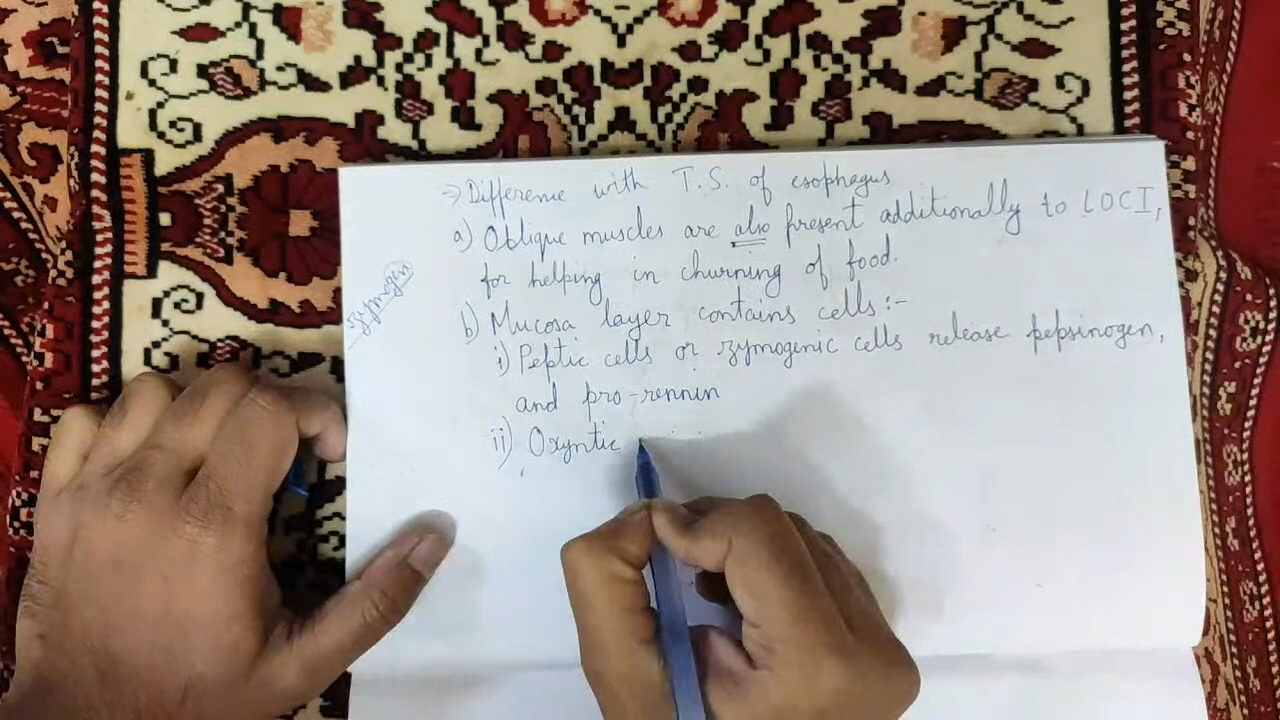 → Difference with T.S. of esophagus
a) Oblique muscles are also present additionally to LOCI,
for helping in churning of food.
zymogen
b) Mucosa layer contains cells:-
i) Peptic cells or zymogenic cells release pepsinogen,
and pro-rennin
ii) Oxyntic